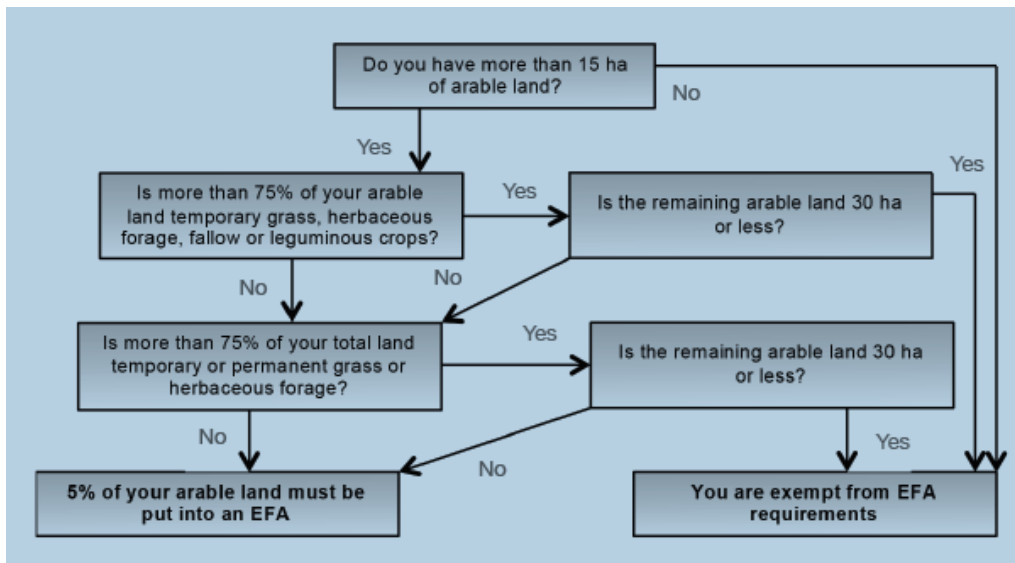 Do you have more than 15 ha
of arable land?
No
Yes
Is more than 75% of your arable
land temporary grass, herbaceous
forage, fallow or leguminous crops?
Yes
Is the remaining arable land 30 ha
or less?
Yes
No
No
Is more than 75% of your total land
temporary or permanent grass or
herbaceous forage?
Yes
Is the remaining arable land 30 ha
or less?
No
No
Yes
5% of your arable land must be
put into an EFA
You are exempt from EFA
requirements